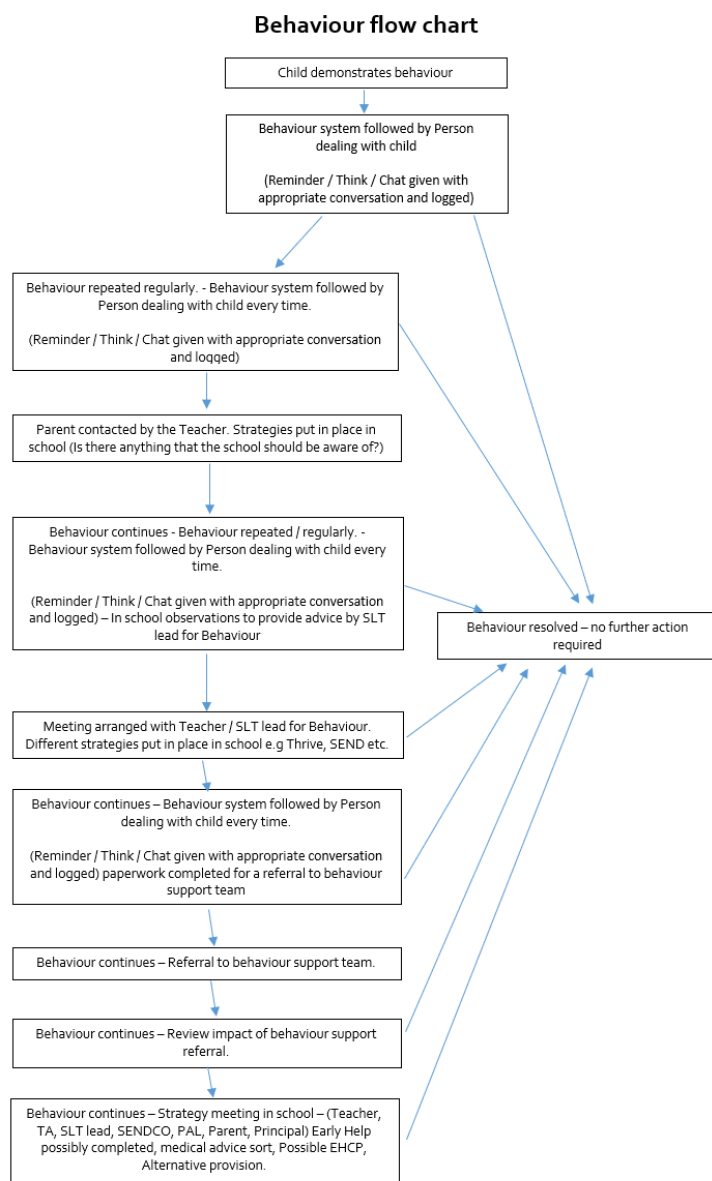 Behaviour flow chart
Child demonstrates behaviour
Behaviour system followed by Person
dealing with child
(Reminder / Think / Chat given with
appropriate conversation and logged)
Behaviour repeated regularly. - Behaviour system followed by
Person dealing with child every time.
(Reminder / Think / Chat given with appropriate conversation
and logged)
Parent contacted by the Teacher. Strategies put in place in
school (Is there anything that the school should be aware of?)
Behaviour continues - Behaviour repeated / regularly. -
Behaviour system followed by Person dealing with child every
time.
(Reminder / Think / Chat given with appropriate conversation
and logged) – In school observations to provide advice by SLT
lead for Behaviour
Behaviour resolved – no further action
required
Meeting arranged with Teacher / SLT lead for Behaviour.
Different strategies put in place in school e.g Thrive, SEND etc.
Behaviour continues – Behaviour system followed by Person
dealing with child every time.
(Reminder / Think / Chat given with appropriate conversation
and logged) paperwork completed for a referral to behaviour
support team
Behaviour continues – Referral to behaviour support team.
Behaviour continues – Review impact of behaviour support
referral.
Behaviour continues – Strategy meeting in school – (Teacher,
TA, SLT lead, SENDCO, PAL, Parent, Principal) Early Help
possibly completed, medical advice sort, Possible EHCP,
Alternative provision.